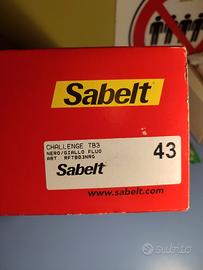 Sabelt
CHALLENGE TB3
NERO/GIALLO FLUO
ART. RFTB03NRG
43
Sabelt
www.sabelt.com
subito